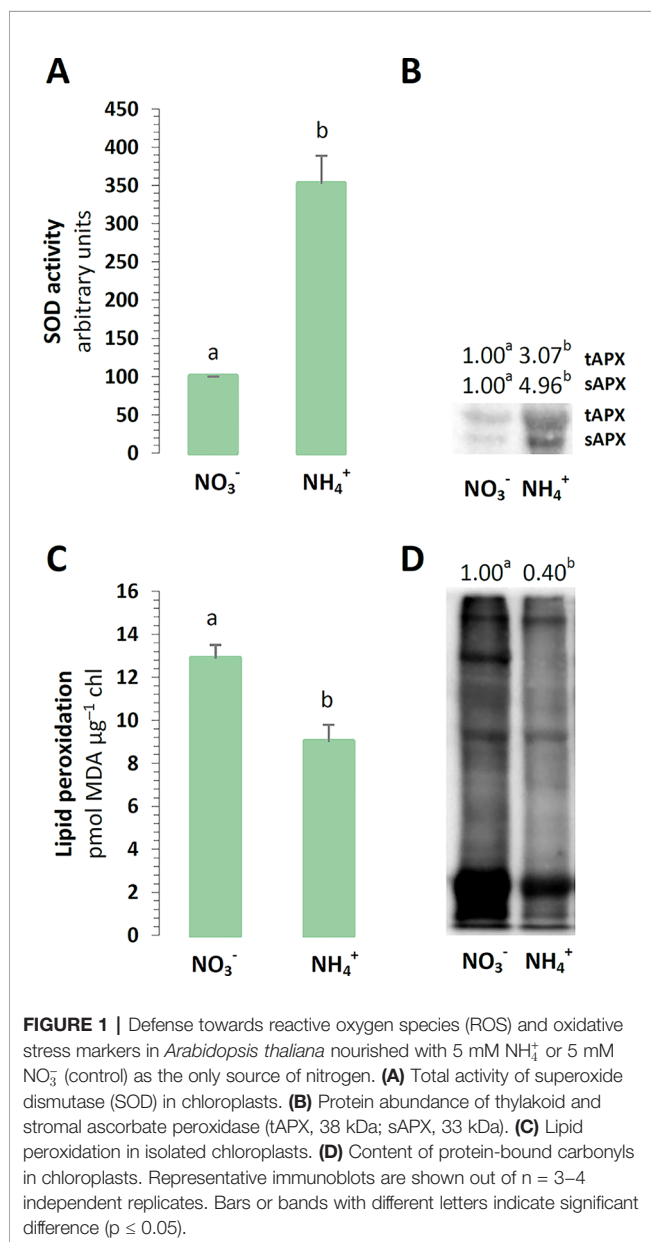 A
B
450
400
350
300
250
200
150
100
50
0
SOD activity
arbitrary units
a
b
NO₃⁻ NH₄⁺
1.00ᵃ 3.07ᵇ tAPX
1.00ᵃ 4.96ᵇ sAPX
tAPX
sAPX
NO₃⁻ NH₄⁺
C
D
16
14
12
10
8
6
4
2
0
Lipid peroxidation
pmol MDA µg⁻¹ chl
a
b
NO₃⁻ NH₄⁺
1.00ᵃ 0.40ᵇ
NO₃⁻ NH₄⁺
FIGURE 1 | Defense towards reactive oxygen species (ROS) and oxidative
stress markers in Arabidopsis thaliana nourished with 5 mM NH₄⁺ or 5 mM
NO₃⁻ (control) as the only source of nitrogen. (A) Total activity of superoxide
dismutase (SOD) in chloroplasts. (B) Protein abundance of thylakoid and
stromal ascorbate peroxidase (tAPX, 38 kDa; sAPX, 33 kDa). (C) Lipid
peroxidation in isolated chloroplasts. (D) Content of protein-bound carbonyls
in chloroplasts. Representative immunoblots are shown out of n = 3–4
independent replicates. Bars or bands with different letters indicate significant
difference (p ≤ 0.05).